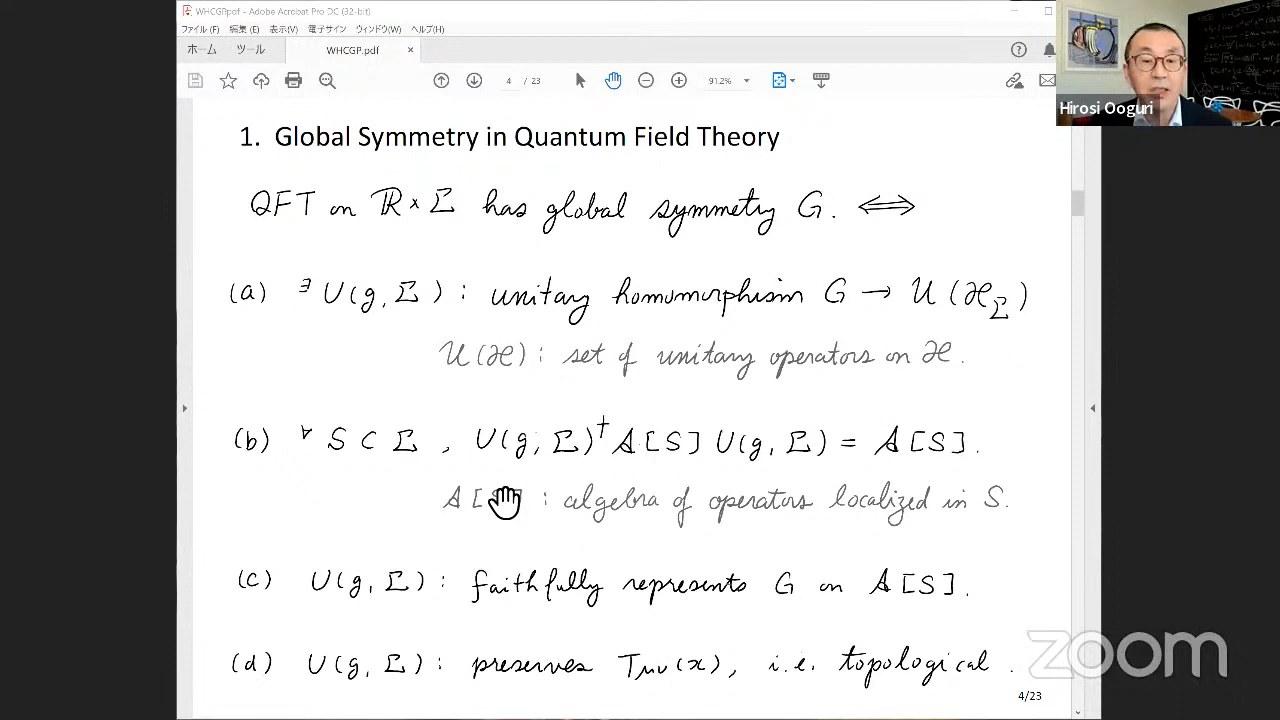 WHCGP.pdf - Adobe Acrobat Pro DC (32-bit)
ファイル(F) 編集(E) 表示(V) 電子サイン ウィンドウ(W) ヘルプ(H)
ホーム ツール WHCGP.pdf ×
4 / 23 91.2%
Hirosi Ooguri
1. Global Symmetry in Quantum Field Theory
QFT on ℝ × Σ has global symmetry G. ⟺
(a) ∃ U(g, Σ) : unitary homomorphism G → U(ℋ_Σ)
U(ℋ) : set of unitary operators on ℋ.
(b) ∀ S ⊂ Σ, U(g, Σ)† A[S] U(g, Σ) = A[S].
A[ : algebra of operators localized in S.
(c) U(g, Σ) : faithfully represents G on A[S].
(d) U(g, Σ) : preserves Tμν(x), i.e. topological.
zoom
4/23